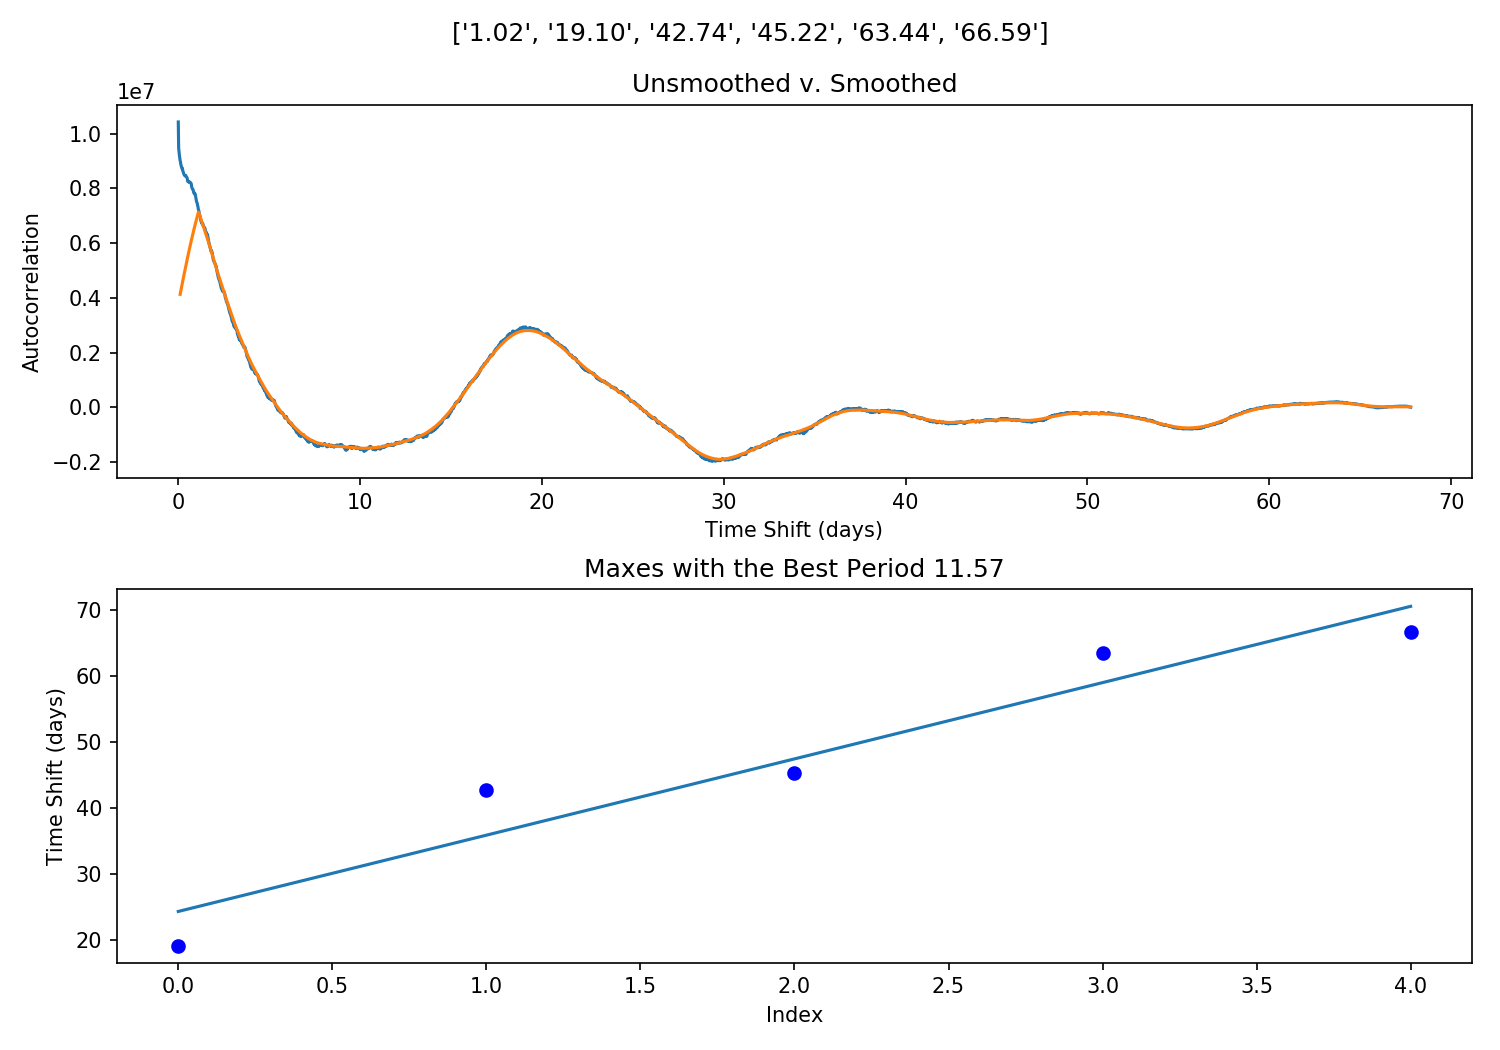 ['1.02', '19.10', '42.74', '45.22', '63.44', '66.59']
Unsmoothed v. Smoothed
1e7
1.0
0.8
0.6
0.4
0.2
0.0
−0.2
Autocorrelation
0 10 20 30 40 50 60 70
Time Shift (days)
Maxes with the Best Period 11.57
70
60
50
40
30
20
Time Shift (days)
0.0 0.5 1.0 1.5 2.0 2.5 3.0 3.5 4.0
Index